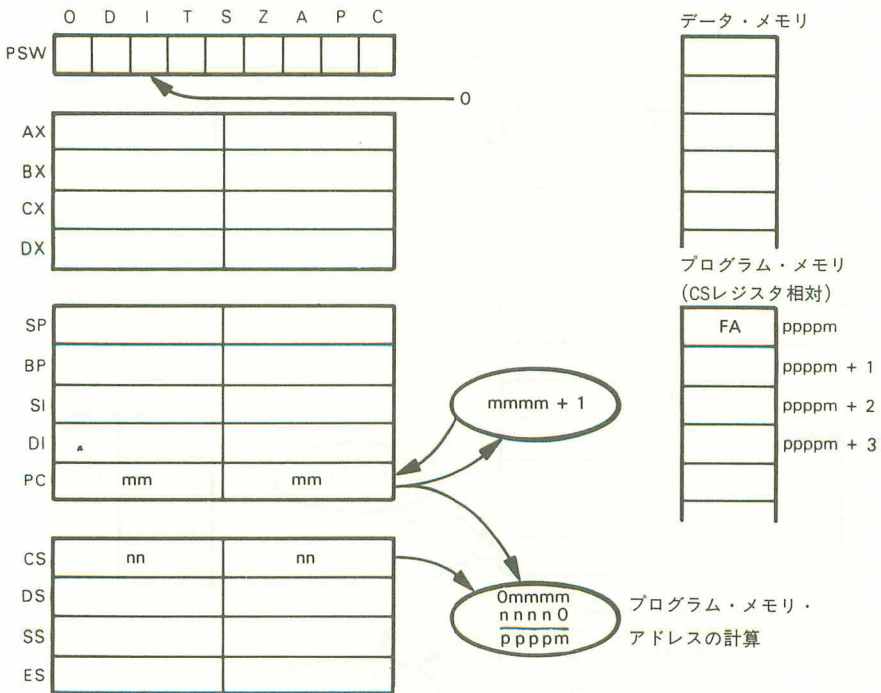 O D I T S Z A P C
PSW
0
AX
BX
CX
DX
SP
BP
SI
DI
PC mm mm
mmmm + 1
CS nn nn
DS
SS
ES
0mmmm
nnnn0
ppppm
プログラム・メモリ・
アドレスの計算
データ・メモリ
プログラム・メモリ
(CSレジスタ相対)
FA ppppm
ppppm + 1
ppppm + 2
ppppm + 3